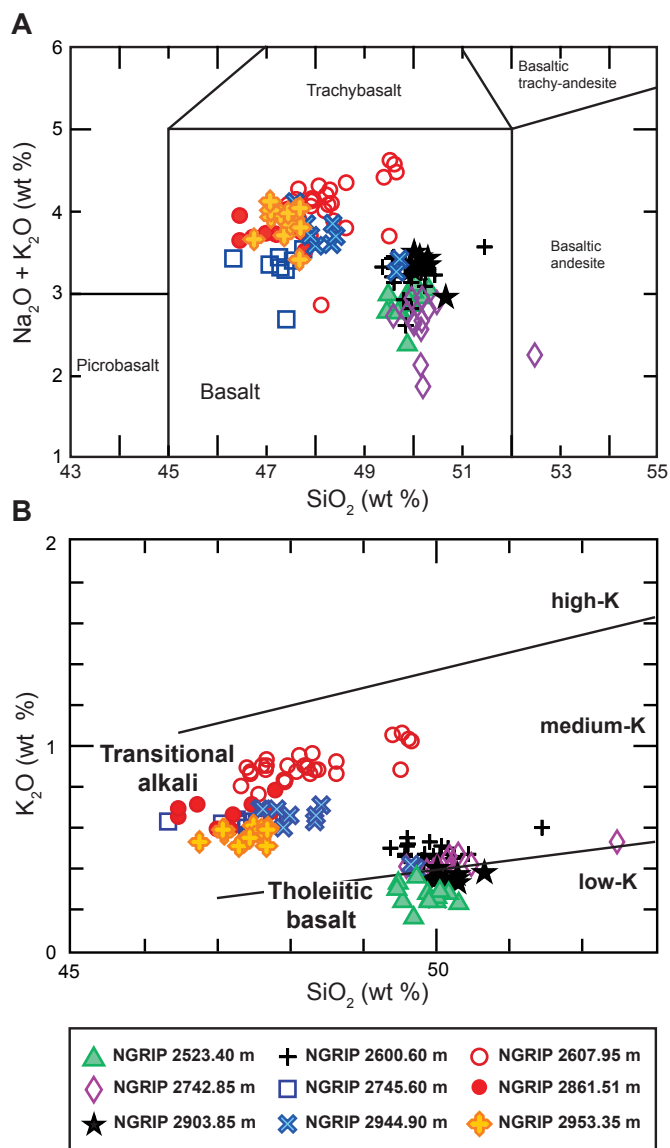 A
6
5
4
3
2
1
Na₂O + K₂O (wt %)
Trachybasalt
Basaltic
trachy-andesite
Basaltic
andesite
Picrobasalt
Basalt
43 45 47 49 51 53 55
SiO₂ (wt %)
B
2
1
0
K₂O (wt %)
high-K
medium-K
Transitional
alkali
low-K
Tholeiitic
basalt
45 50
SiO₂ (wt %)
NGRIP 2523.40 m NGRIP 2600.60 m NGRIP 2607.95 m
NGRIP 2742.85 m NGRIP 2745.60 m NGRIP 2861.51 m
NGRIP 2903.85 m NGRIP 2944.90 m NGRIP 2953.35 m